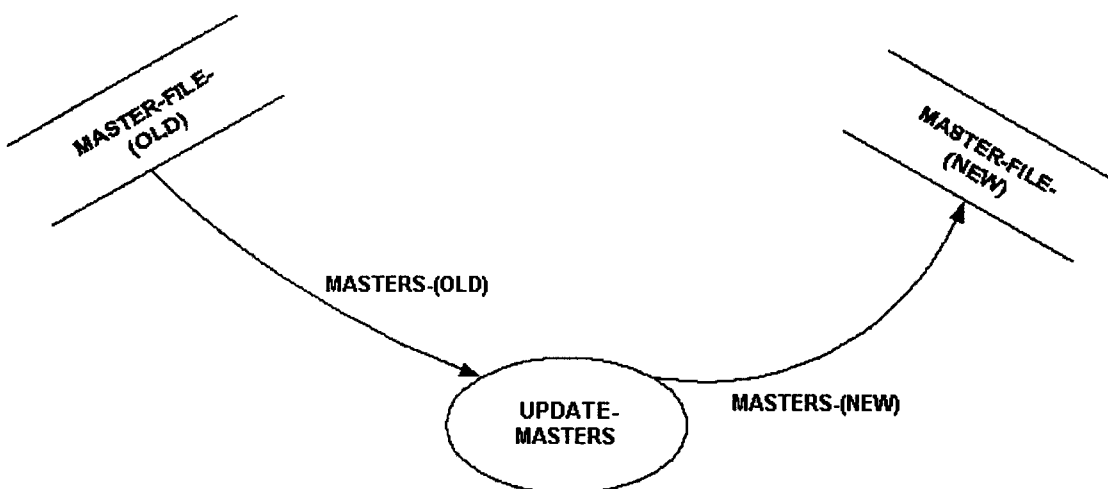 MASTER-FILE-
(OLD)
MASTER-FILE-
(NEW)
MASTERS-(OLD)
MASTERS-(NEW)
UPDATE-
MASTERS